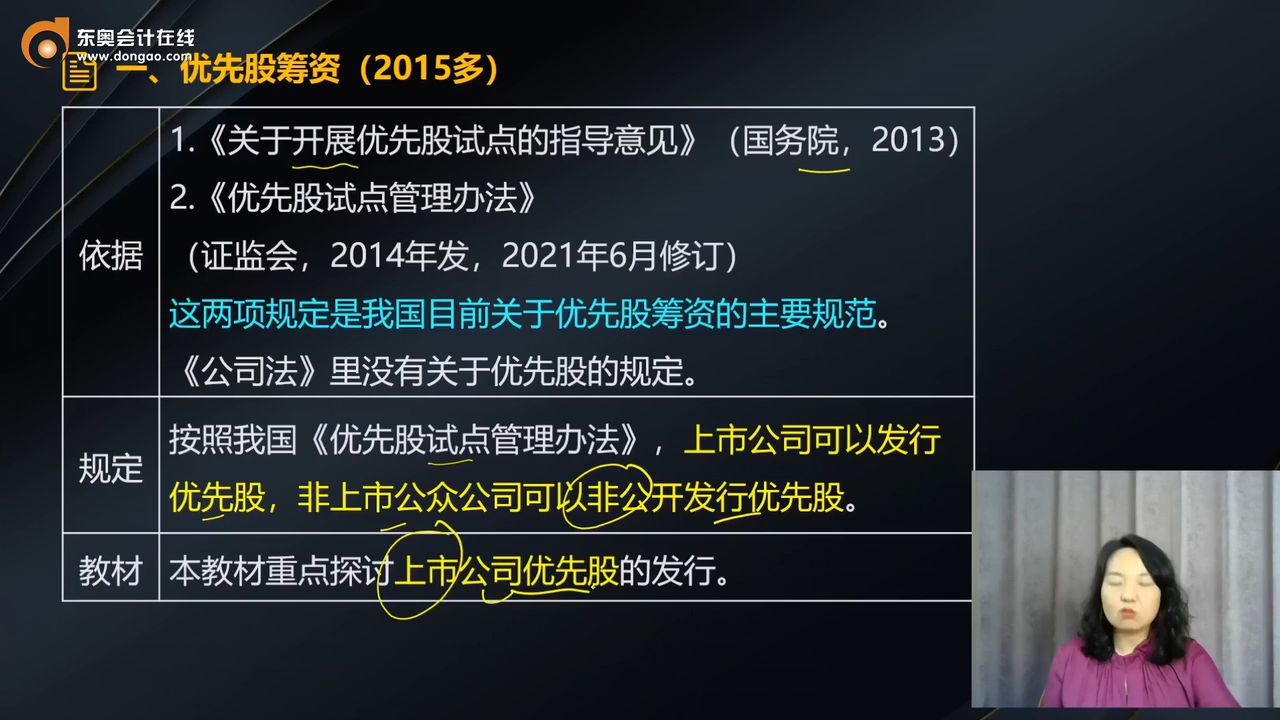 东奥会计在线
www.dongao.com
一、优先股筹资（2015多）
依据
1.《关于开展优先股试点的指导意见》（国务院，2013）
2.《优先股试点管理办法》
（证监会，2014年发，2021年6月修订）
这两项规定是我国目前关于优先股筹资的主要规范。
《公司法》里没有关于优先股的规定。
规定
按照我国《优先股试点管理办法》，上市公司可以发行
优先股，非上市公众公司可以非公开发行优先股。
教材
本教材重点探讨上市公司优先股的发行。